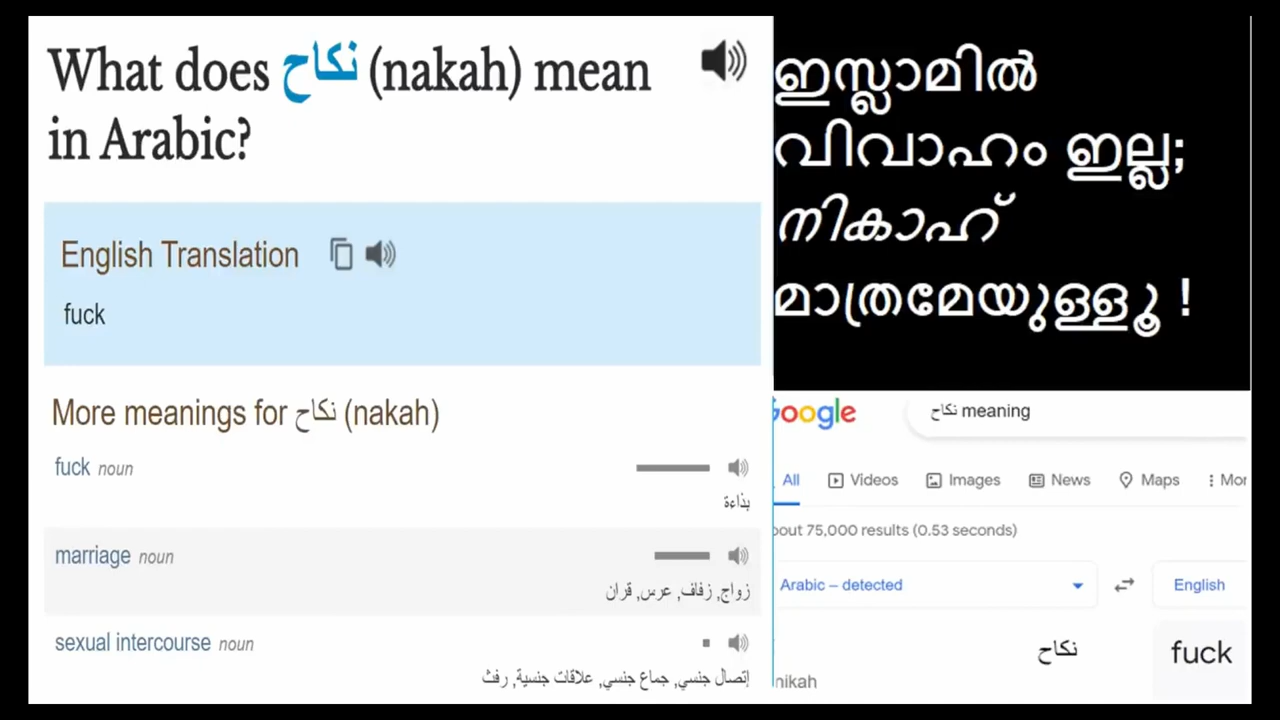 What does نكاح (nakah) mean
in Arabic?
English Translation
fuck
More meanings for نكاح (nakah)
fuck noun
بذاءة
marriage noun
زواج, زفاف, عرس, قران
sexual intercourse noun
إتصال جنسي, جماع جنسي, علاقات جنسية, رفث
ഇസ്ലാമിൽ
വിവാഹം ഇല്ല;
നികാഹ്
മാത്രമേയുള്ളൂ !
Google
نكاح meaning
All Videos Images News Maps Mor
bout 75,000 results (0.53 seconds)
Arabic – detected English
نكاح fuck
nikah